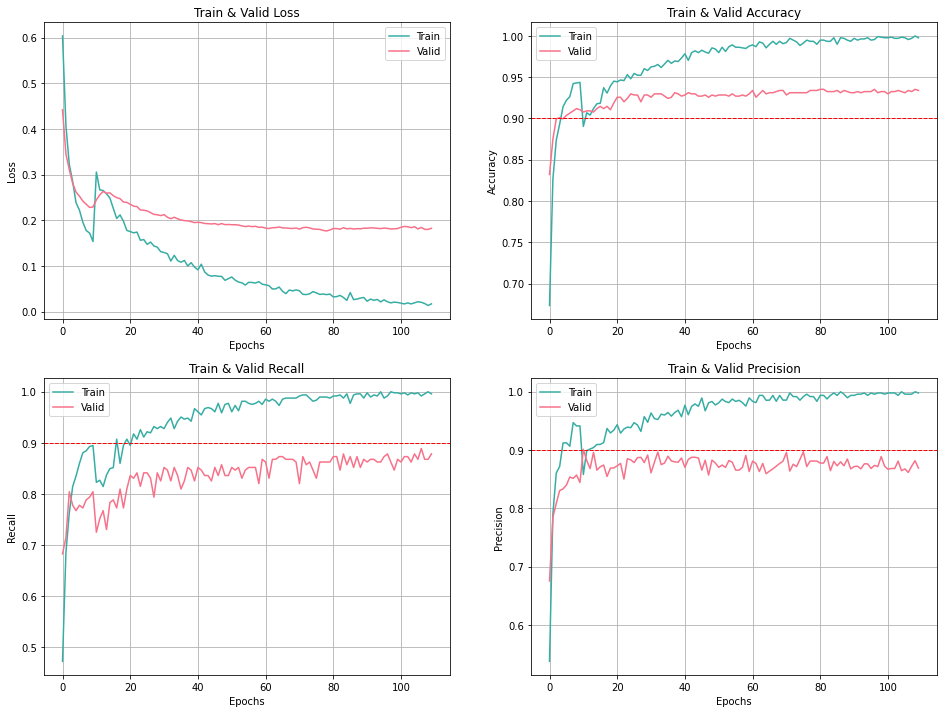 Train & Valid Loss
0.6
0.5
0.4
0.3
0.2
0.1
0.0
Loss
0 20 40 60 80 100
Epochs
Train
Valid
Train & Valid Accuracy
1.00
0.95
0.90
0.85
0.80
0.75
0.70
Accuracy
0 20 40 60 80 100
Epochs
Train
Valid
Train & Valid Recall
1.0
0.9
0.8
0.7
0.6
0.5
Recall
0 20 40 60 80 100
Epochs
Train
Valid
Train & Valid Precision
1.0
0.9
0.8
0.7
0.6
Precision
0 20 40 60 80 100
Epochs
Train
Valid